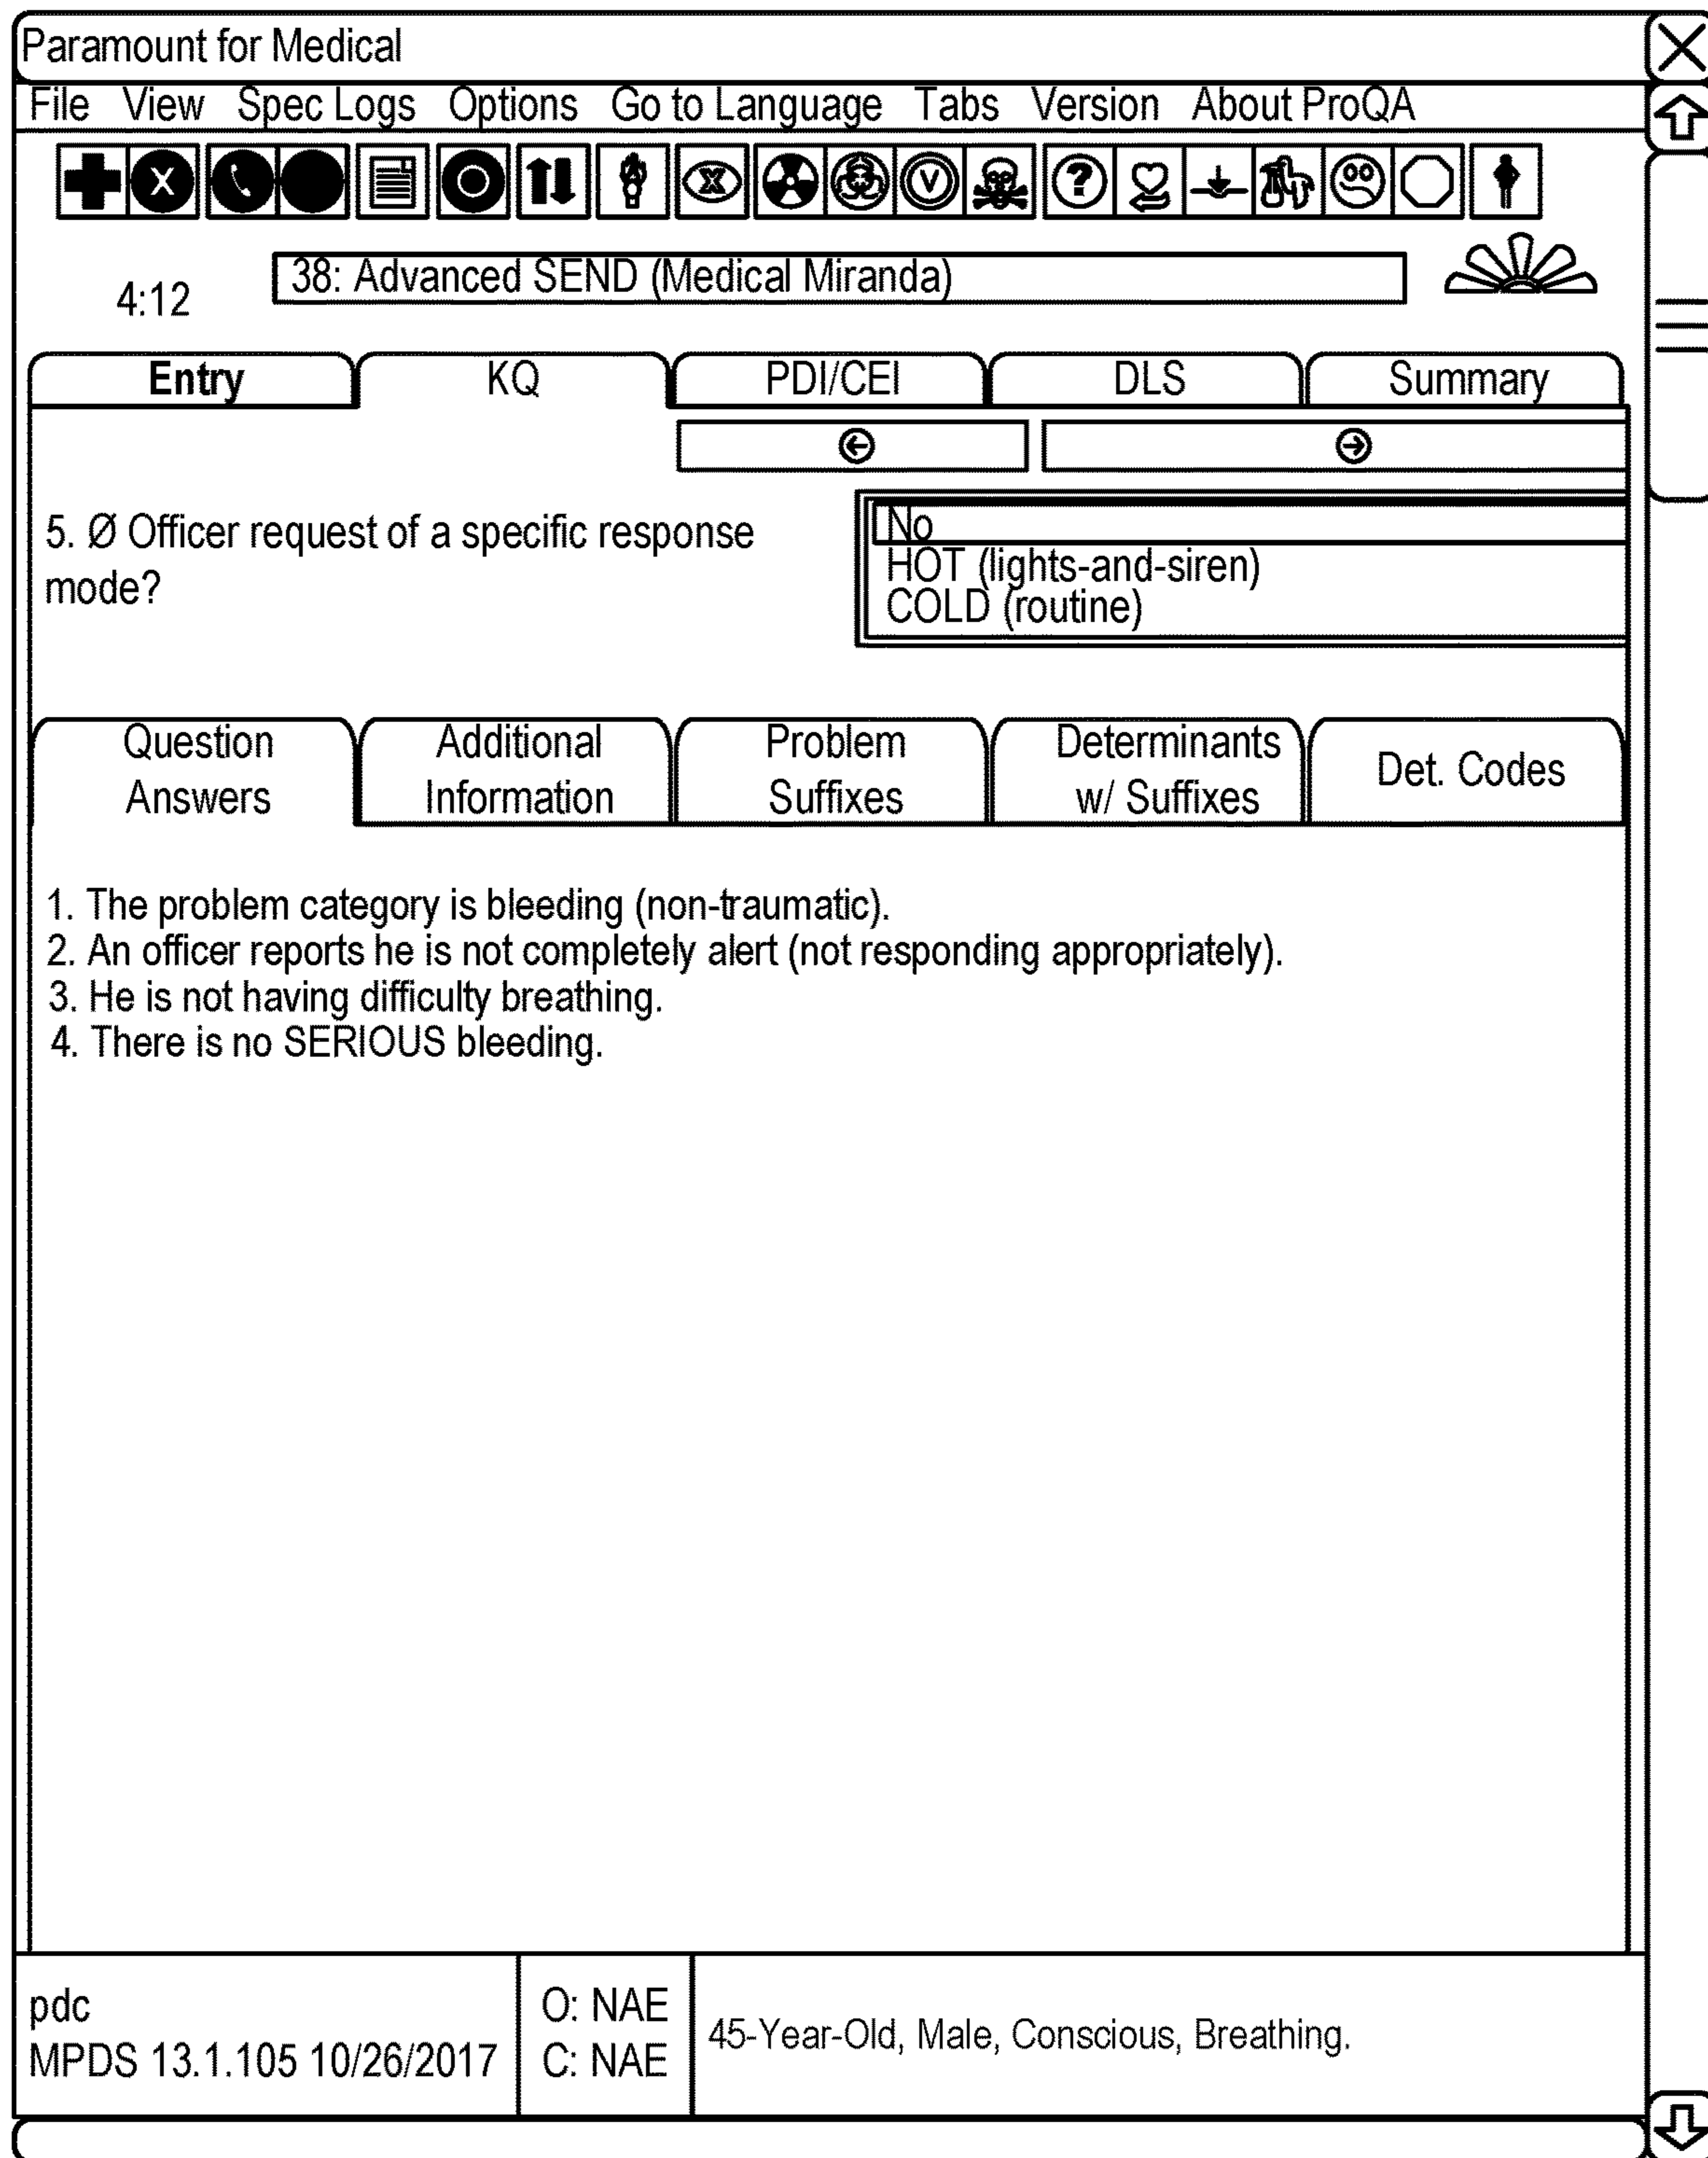 Paramount for Medical
File View Spec Logs Options Go to Language Tabs Version About ProQA
X V ?
4:12
38: Advanced SEND (Medical Miranda)
Entry KQ PDI/CEI DLS Summary
5. Ø Officer request of a specific response
mode?
No
HOT (lights-and-siren)
COLD (routine)
Question Answers
Additional Information
Problem Suffixes
Determinants w/ Suffixes
Det. Codes
1. The problem category is bleeding (non-traumatic).
2. An officer reports he is not completely alert (not responding appropriately).
3. He is not having difficulty breathing.
4. There is no SERIOUS bleeding.
pdc
MPDS 13.1.105 10/26/2017
O: NAE
C: NAE
45-Year-Old, Male, Conscious, Breathing.